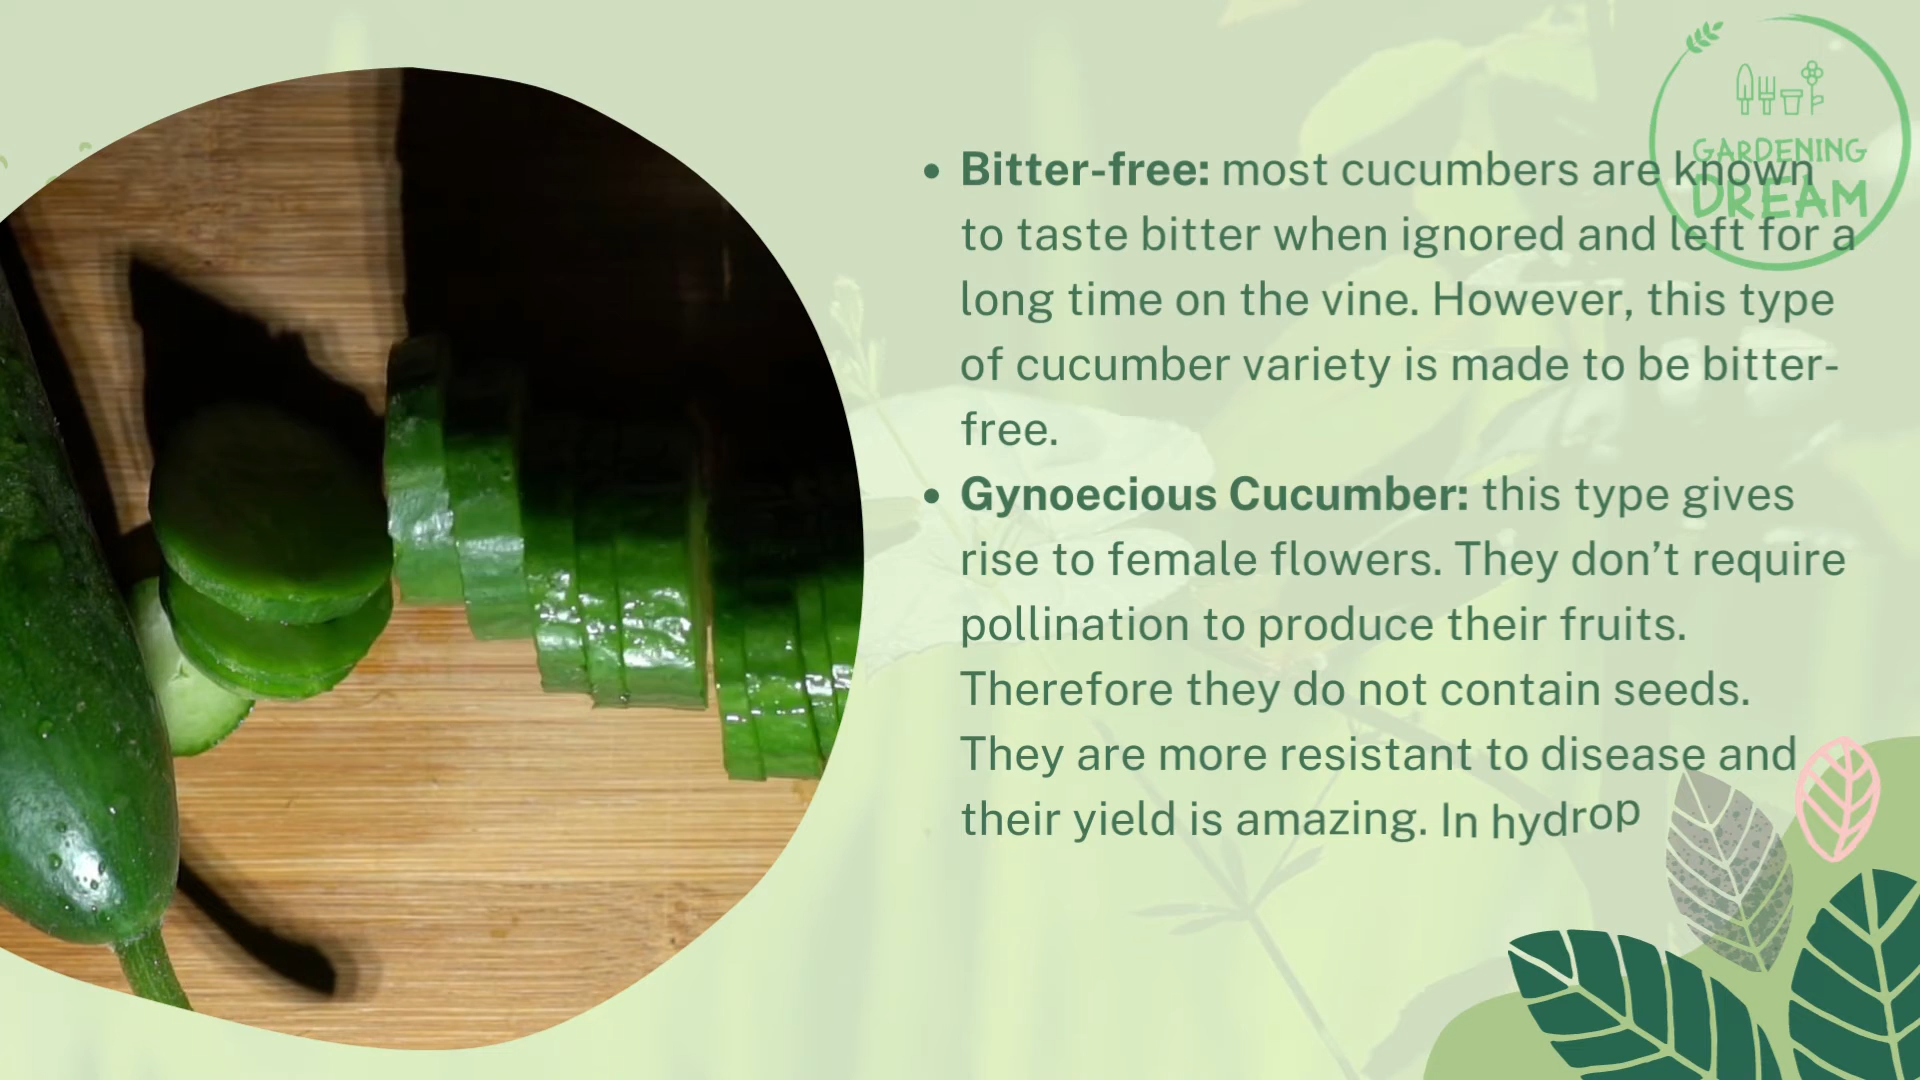 GARDENING
DREAM
• Bitter-free: most cucumbers are known
to taste bitter when ignored and left for a
long time on the vine. However, this type
of cucumber variety is made to be bitter-
free.
• Gynoecious Cucumber: this type gives
rise to female flowers. They don’t require
pollination to produce their fruits.
Therefore they do not contain seeds.
They are more resistant to disease and
their yield is amazing. In hydrop